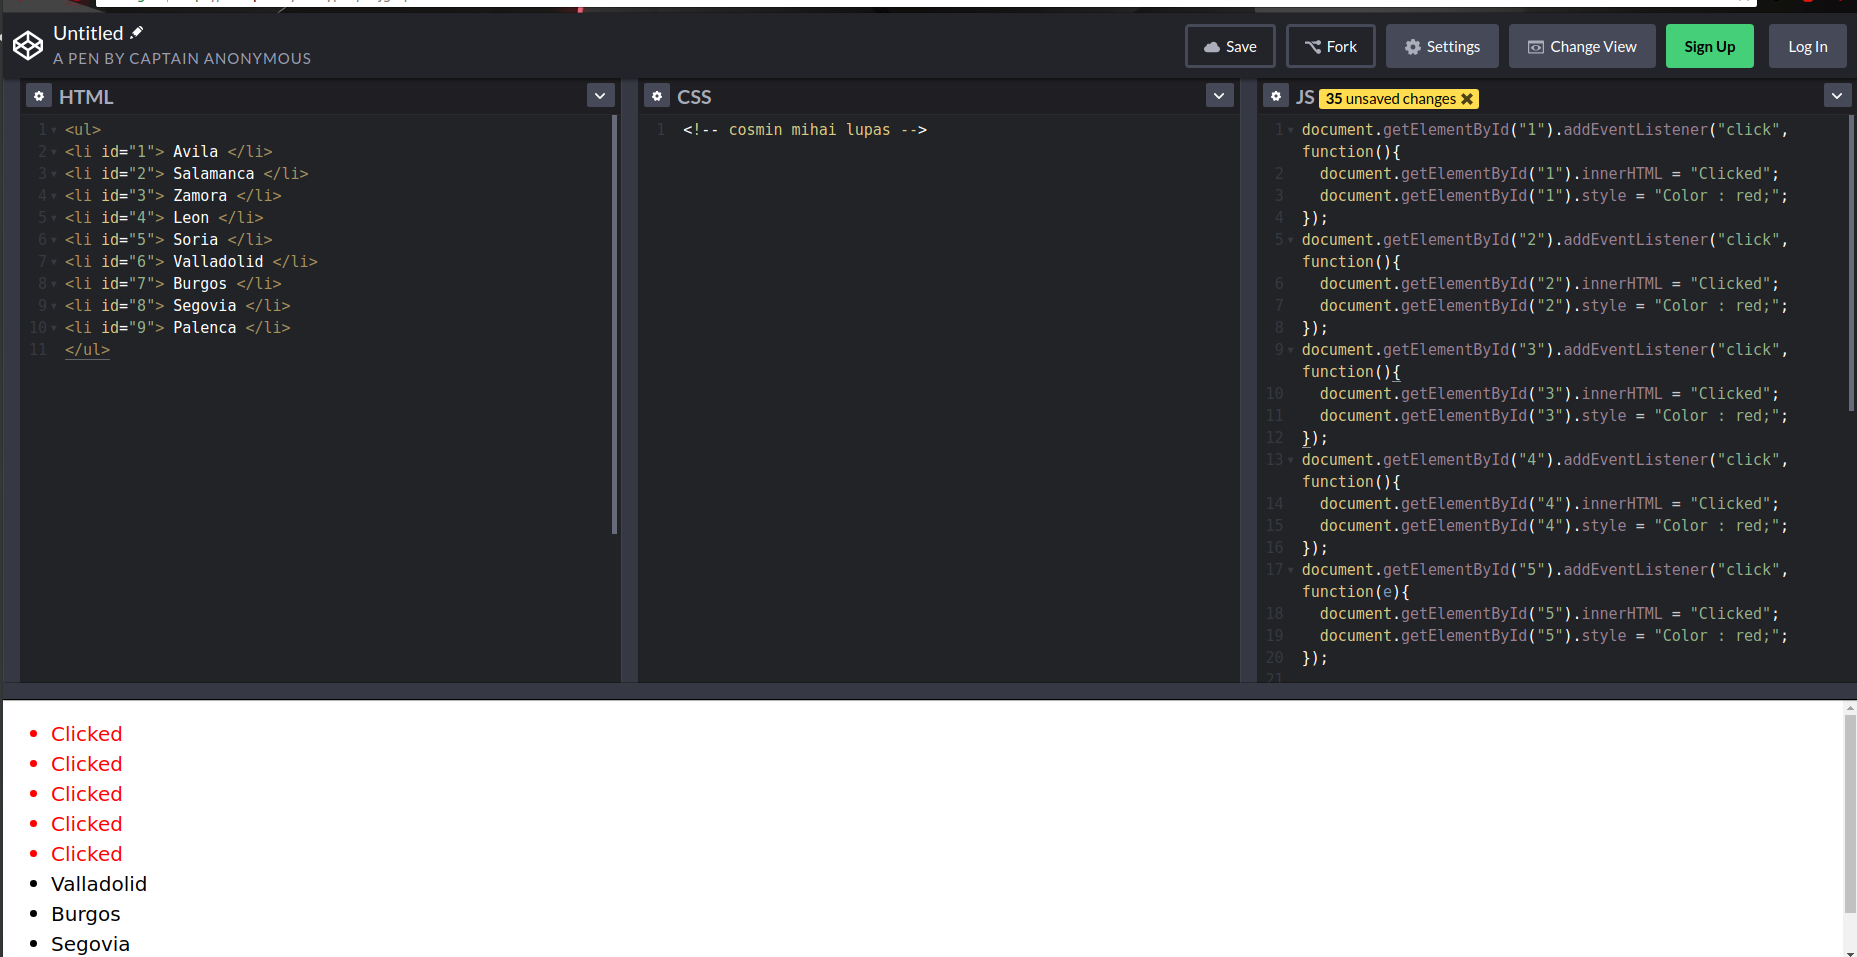 Untitled
A PEN BY CAPTAIN ANONYMOUS
Save
Fork
Settings
Change View
Sign Up
Log In
HTML
1 <ul>
2 <li id="1"> Avila </li>
3 <li id="2"> Salamanca </li>
4 <li id="3"> Zamora </li>
5 <li id="4"> Leon </li>
6 <li id="5"> Soria </li>
7 <li id="6"> Valladolid </li>
8 <li id="7"> Burgos </li>
9 <li id="8"> Segovia </li>
10 <li id="9"> Palenca </li>
11 </ul>
CSS
1 <!-- cosmin mihai lupas -->
JS 35 unsaved changes
1 document.getElementById("1").addEventListener("click",
function(){
2 document.getElementById("1").innerHTML = "Clicked";
3 document.getElementById("1").style = "Color : red;";
4 });
5 document.getElementById("2").addEventListener("click",
function(){
6 document.getElementById("2").innerHTML = "Clicked";
7 document.getElementById("2").style = "Color : red;";
8 });
9 document.getElementById("3").addEventListener("click",
function(){
10 document.getElementById("3").innerHTML = "Clicked";
11 document.getElementById("3").style = "Color : red;";
12 });
13 document.getElementById("4").addEventListener("click",
function(){
14 document.getElementById("4").innerHTML = "Clicked";
15 document.getElementById("4").style = "Color : red;";
16 });
17 document.getElementById("5").addEventListener("click",
function(e){
18 document.getElementById("5").innerHTML = "Clicked";
19 document.getElementById("5").style = "Color : red;";
20 });
21
Clicked
Clicked
Clicked
Clicked
Clicked
Valladolid
Burgos
Segovia